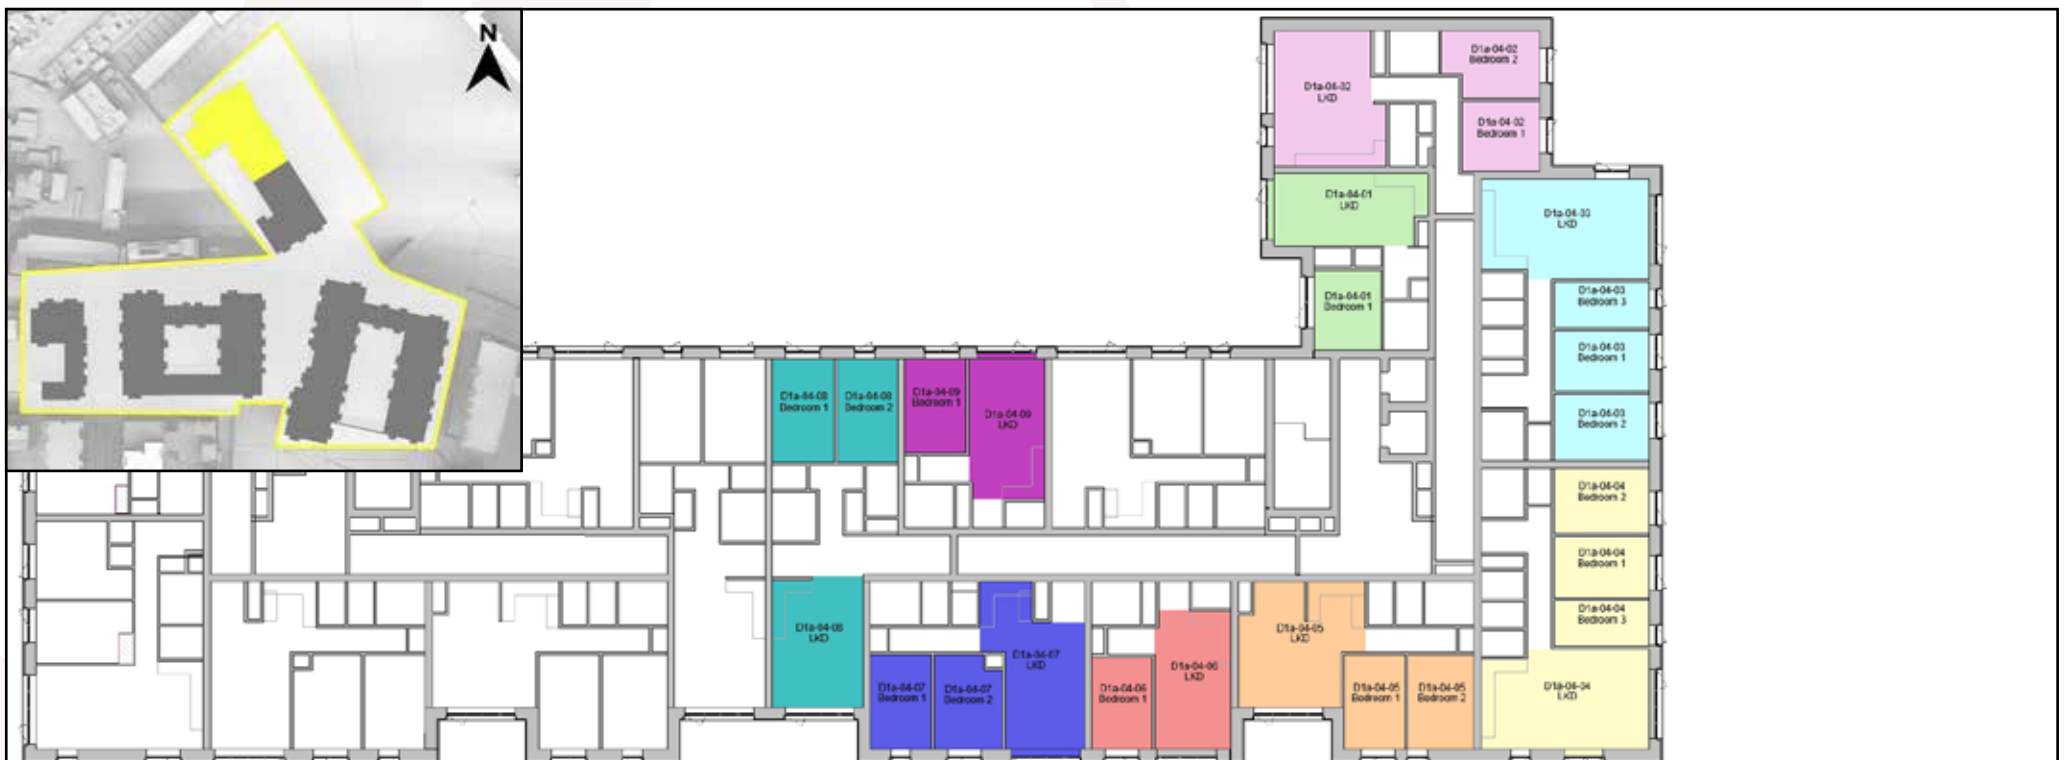 N
D1a-04-02
LKD
D1a-04-02
Bedroom 2
D1a-04-02
Bedroom 1
D1a-04-01
LKD
D1a-04-01
Bedroom 1
D1a-04-03
LKD
D1a-04-03
Bedroom 3
D1a-04-03
Bedroom 1
D1a-04-03
Bedroom 2
D1a-04-08
Bedroom 1
D1a-04-08
Bedroom 2
D1a-04-09
Bedroom 1
D1a-04-09
LKD
D1a-04-04
Bedroom 2
D1a-04-04
Bedroom 1
D1a-04-04
Bedroom 3
D1a-04-04
LKD
D1a-04-08
LKD
D1a-04-07
Bedroom 1
D1a-04-07
Bedroom 2
D1a-04-07
LKD
D1a-04-06
Bedroom 1
D1a-04-06
LKD
D1a-04-05
LKD
D1a-04-05
Bedroom 1
D1a-04-05
Bedroom 2